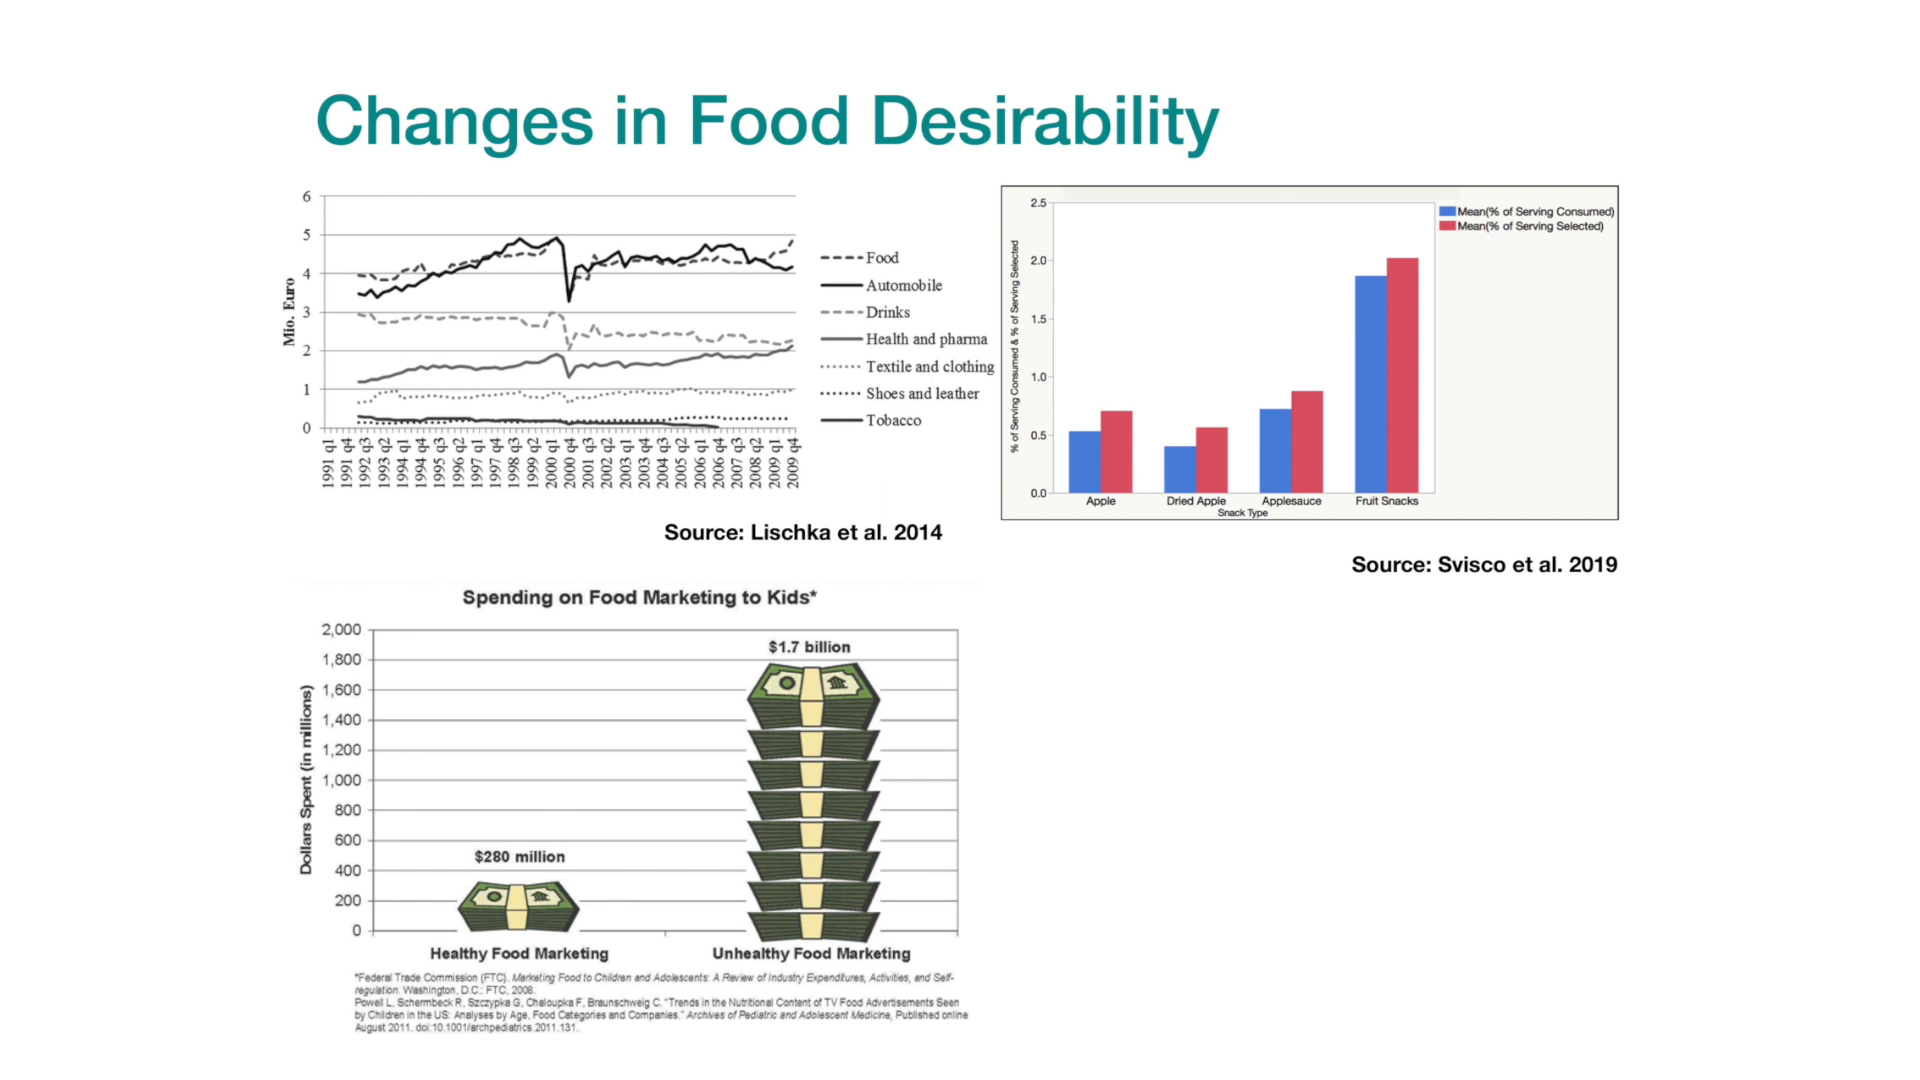 Changes in Food Desirability
6
5
4
3
2
1
0
Mio. Euro
1991 q1
1991 q4
1992 q3
1993 q2
1994 q1
1994 q4
1995 q3
1996 q2
1997 q1
1997 q4
1998 q3
1999 q2
2000 q1
2000 q4
2001 q3
2002 q2
2003 q1
2003 q4
2004 q3
2005 q2
2006 q1
2006 q4
2007 q3
2008 q2
2009 q1
2009 q4
Food
Automobile
Drinks
Health and pharma
Textile and clothing
Shoes and leather
Tobacco
Source: Lischka et al. 2014
% of Serving Consumed & % of Serving Selected
2.5
2.0
1.5
1.0
0.5
0.0
Apple
Dried Apple
Applesauce
Fruit Snacks
Snack Type
Mean(% of Serving Consumed)
Mean(% of Serving Selected)
Source: Svisco et al. 2019
Spending on Food Marketing to Kids*
Dollars Spent (in millions)
2,000
1,800
1,600
1,400
1,200
1,000
800
600
400
200
0
$280 million
$1.7 billion
Healthy Food Marketing
Unhealthy Food Marketing
*Federal Trade Commission (FTC). Marketing Food to Children and Adolescents: A Review of Industry Expenditures, Activities, and Self-
regulation. Washington, D.C.: FTC, 2008.
Powell L, Schermbeck R, Szczypka G, Chaloupka F, Braunschweig C. "Trends in the Nutritional Content of TV Food Advertisements Seen
by Children in the US: Analyses by Age, Food Categories and Companies." Archives of Pediatric and Adolescent Medicine, Published online
August 2011. doi:10.1001/archpediatrics.2011.131.